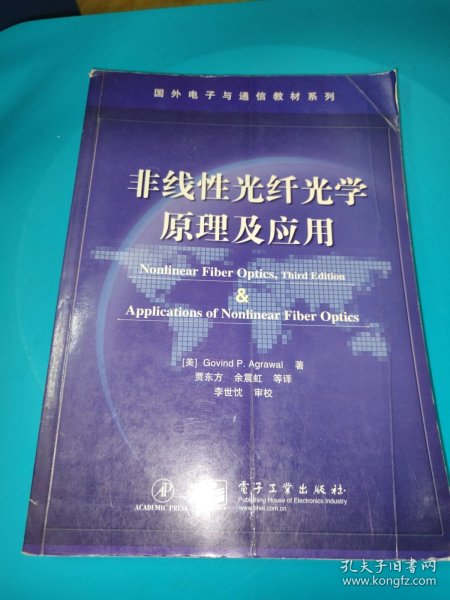 国外电子与通信教材系列
非线性光纤光学
原理及应用
Nonlinear Fiber Optics, Third Edition
&
Applications of Nonlinear Fiber Optics
[美] Govind P. Agrawal 著
贾东方 余震虹 等译
李世忱 审校
AP
ACADEMIC PRESS
电子工业出版社
Publishing House of Electronics Industry
www.phei.com.cn
孔夫子旧书网
www.kongfz.com